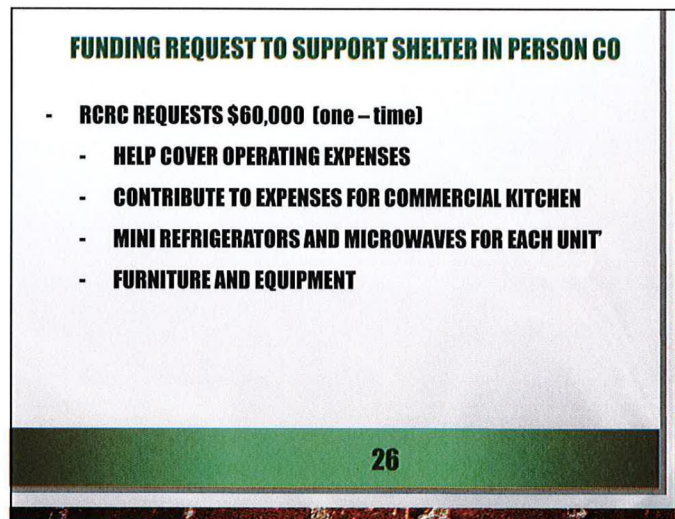 FUNDING REQUEST TO SUPPORT SHELTER IN PERSON CO
- RCRC REQUESTS $60,000 (one – time)
- HELP COVER OPERATING EXPENSES
- CONTRIBUTE TO EXPENSES FOR COMMERCIAL KITCHEN
- MINI REFRIGERATORS AND MICROWAVES FOR EACH UNIT'
- FURNITURE AND EQUIPMENT
26